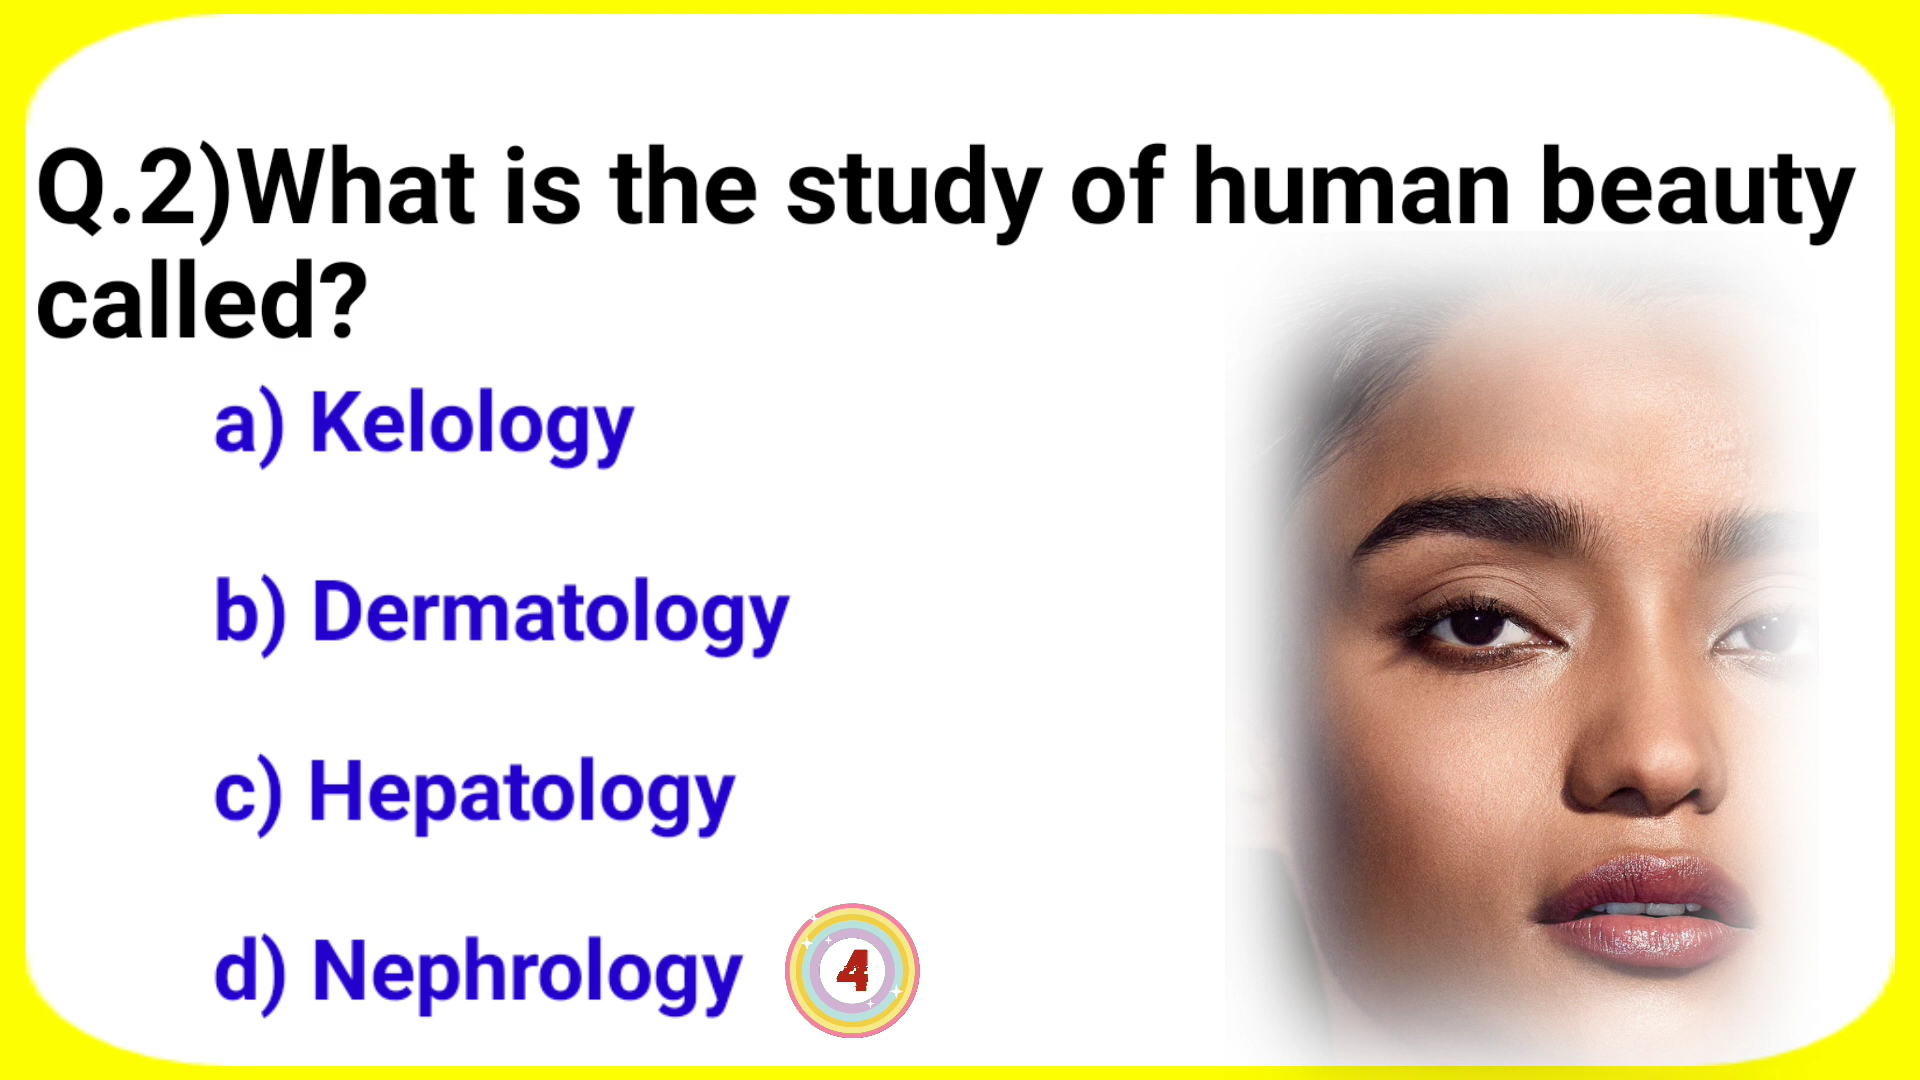 Q.2)What is the study of human beauty
called?
a) Kelology
b) Dermatology
c) Hepatology
d) Nephrology
4